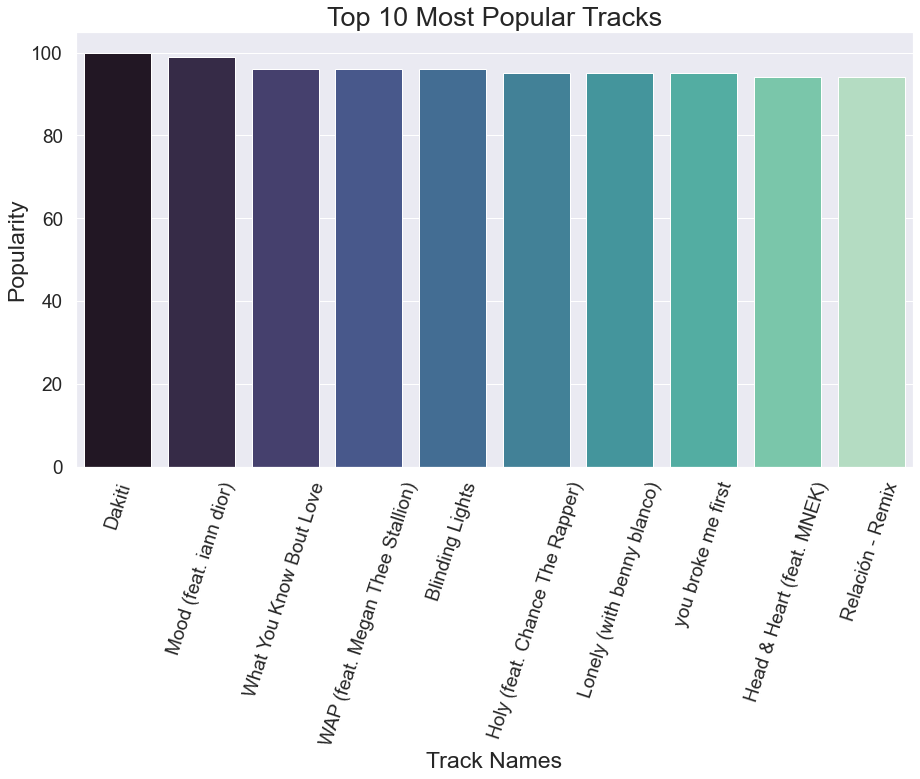 Top 10 Most Popular Tracks
Popularity
100
80
60
40
20
0
Dakiti
Mood (feat. iann dior)
What You Know Bout Love
WAP (feat. Megan Thee Stallion)
Blinding Lights
Holy (feat. Chance The Rapper)
Lonely (with benny blanco)
you broke me first
Head & Heart (feat. MNEK)
Relación - Remix
Track Names